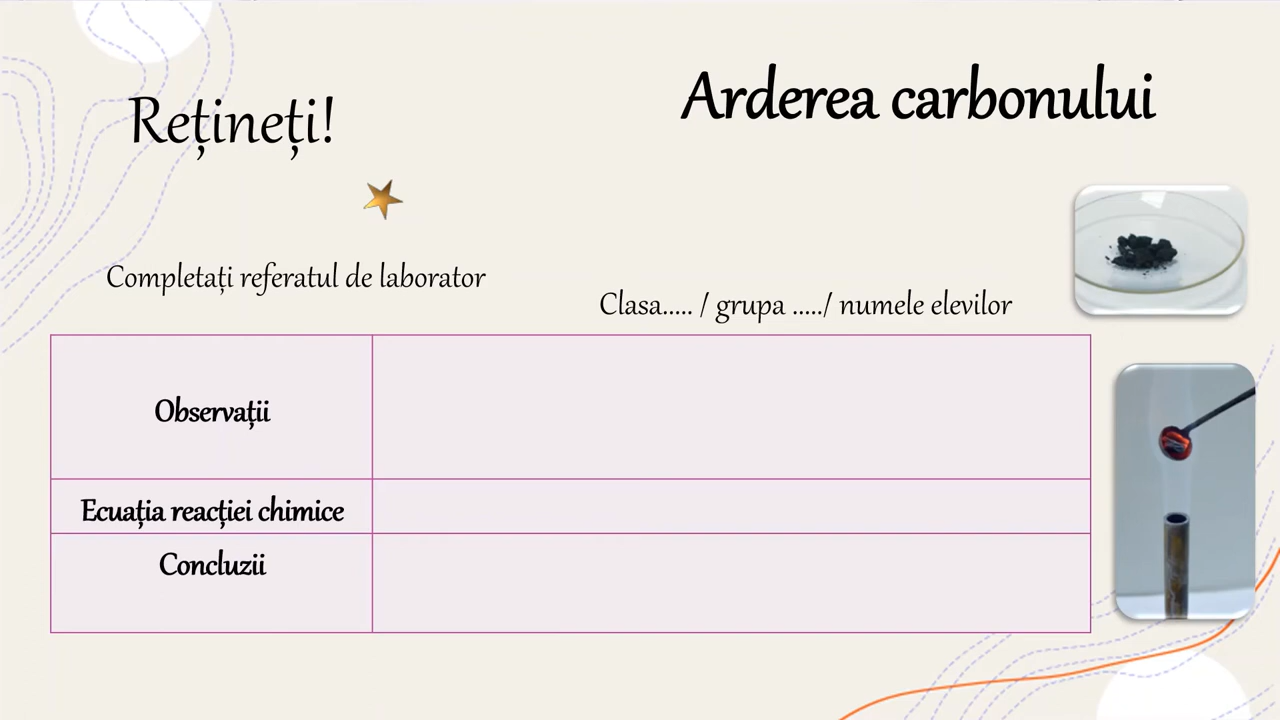 Rețineți!
Arderea carbonului
Completați referatul de laborator
Clasa..... / grupa ...../ numele elevilor
Observații
Ecuația reacției chimice
Concluzii